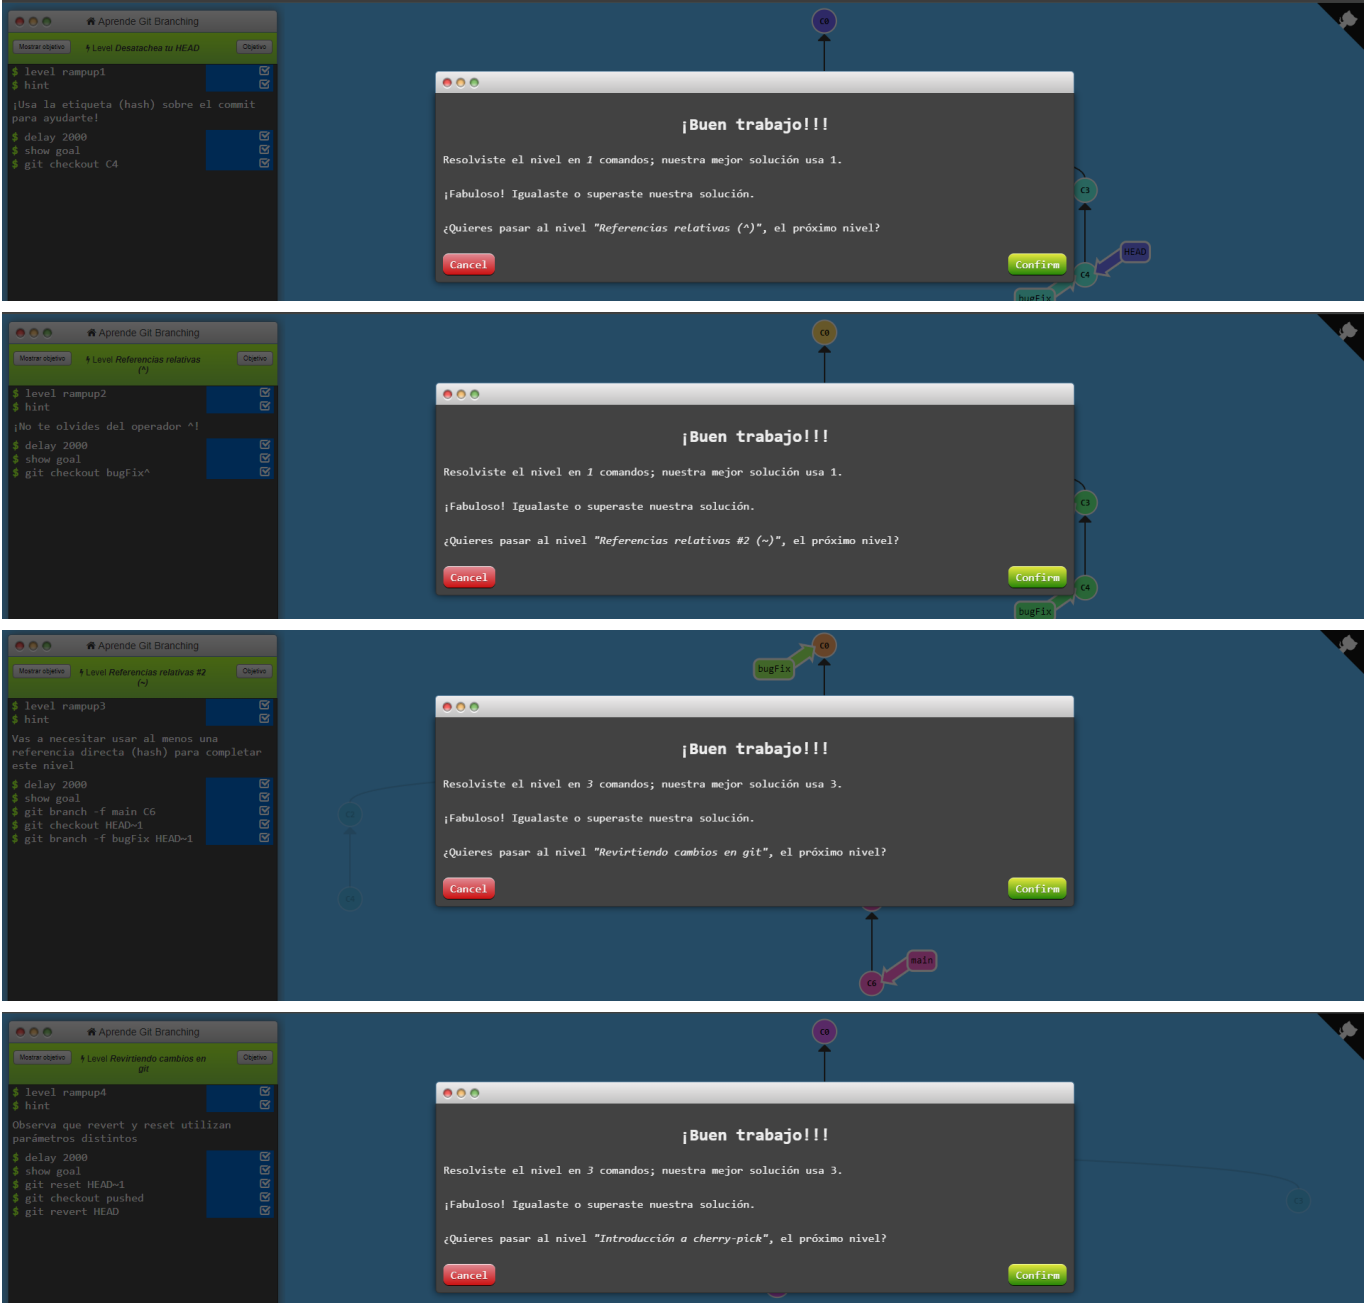 Aprende Git Branching
Mostrar objetivo
Level Desatachea tu HEAD
Objetivo
$ level rampup1
$ hint
¡Usa la etiqueta (hash) sobre el commit
para ayudarte!
$ delay 2000
$ show goal
$ git checkout C4
C0
¡Buen trabajo!!!
Resolviste el nivel en 1 comandos; nuestra mejor solución usa 1.
¡Fabuloso! Igualaste o superaste nuestra solución.
¿Quieres pasar al nivel "Referencias relativas (^)", el próximo nivel?
Cancel
Confirm
C3
HEAD
C4
bugFix
Aprende Git Branching
Mostrar objetivo
Level Referencias relativas
(^)
Objetivo
$ level rampup2
$ hint
¡No te olvides del operador ^!
$ delay 2000
$ show goal
$ git checkout bugFix^
C0
¡Buen trabajo!!!
Resolviste el nivel en 1 comandos; nuestra mejor solución usa 1.
¡Fabuloso! Igualaste o superaste nuestra solución.
¿Quieres pasar al nivel "Referencias relativas #2 (~)", el próximo nivel?
Cancel
Confirm
C3
C4
bugFix
Aprende Git Branching
Mostrar objetivo
Level Referencias relativas #2
(~)
Objetivo
$ level rampup3
$ hint
Vas a necesitar usar al menos una
referencia directa (hash) para completar
este nivel
$ delay 2000
$ show goal
$ git branch -f main C6
$ git checkout HEAD~1
$ git branch -f bugFix HEAD~1
C0
bugFix
¡Buen trabajo!!!
Resolviste el nivel en 3 comandos; nuestra mejor solución usa 3.
¡Fabuloso! Igualaste o superaste nuestra solución.
¿Quieres pasar al nivel "Revirtiendo cambios en git", el próximo nivel?
Cancel
Confirm
main
C6
Aprende Git Branching
Mostrar objetivo
Level Revirtiendo cambios en
git
Objetivo
$ level rampup4
$ hint
Observa que revert y reset utilizan
parámetros distintos
$ delay 2000
$ show goal
$ git reset HEAD~1
$ git checkout pushed
$ git revert HEAD
C0
¡Buen trabajo!!!
Resolviste el nivel en 3 comandos; nuestra mejor solución usa 3.
¡Fabuloso! Igualaste o superaste nuestra solución.
¿Quieres pasar al nivel "Introducción a cherry-pick", el próximo nivel?
Cancel
Confirm